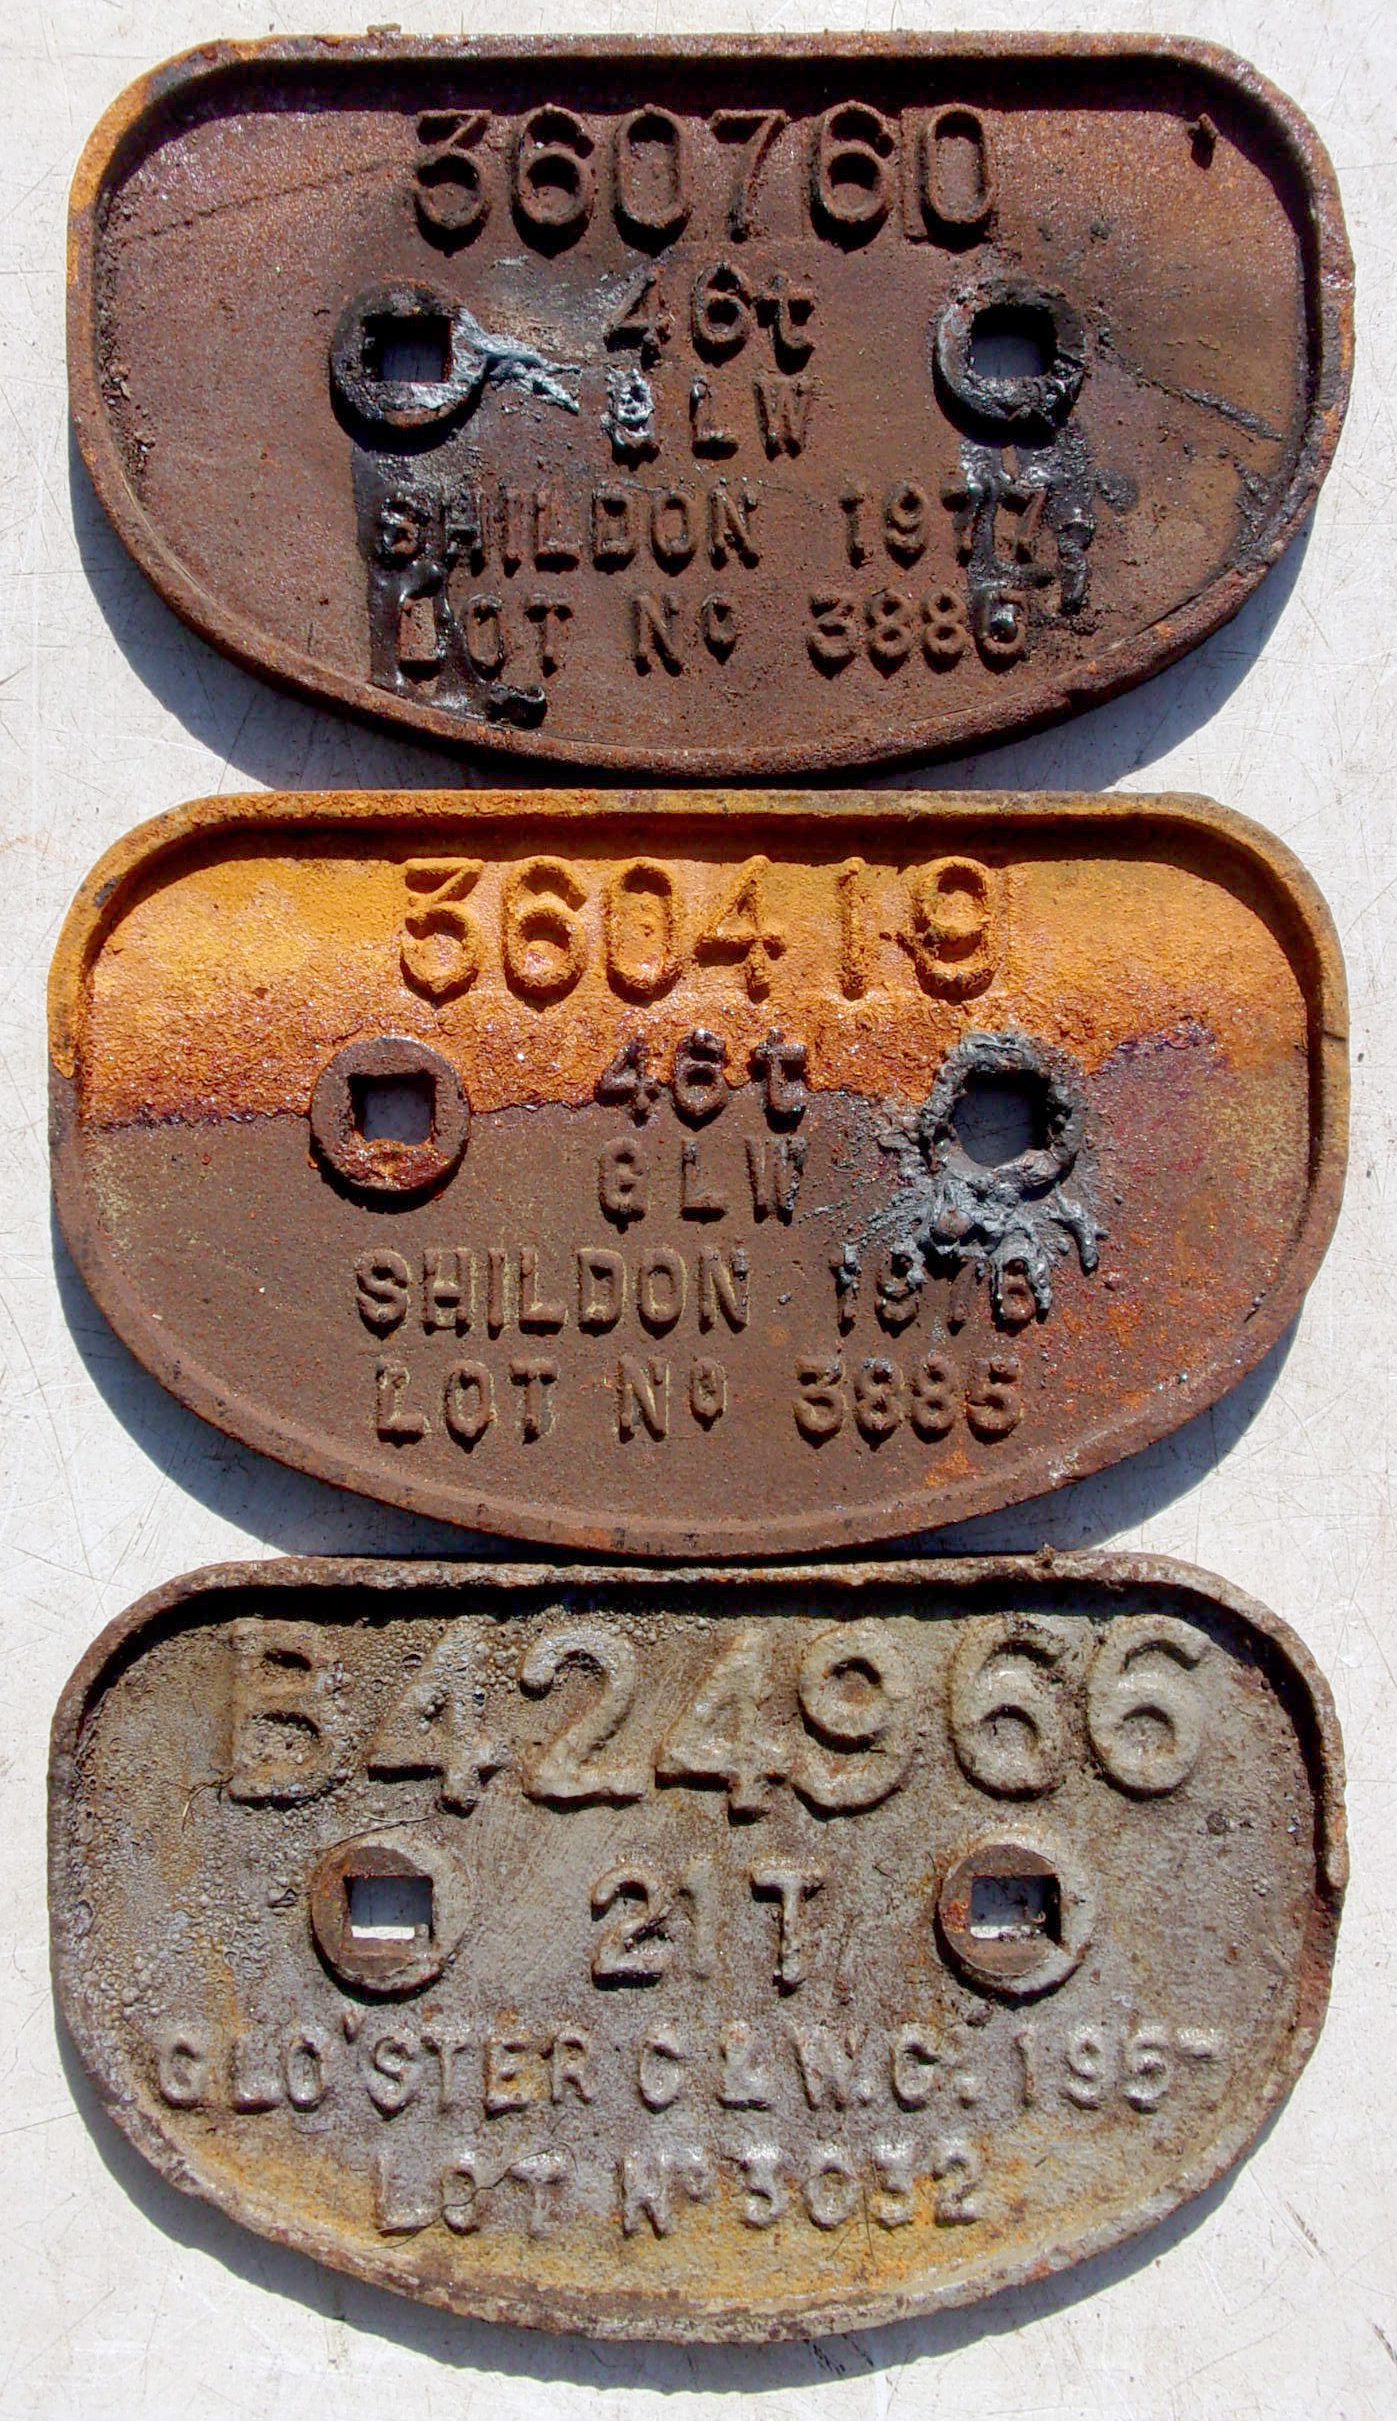 360760
46t
GLW
SHILDON 1977
LOT No 3886
360419
46t
GLW
SHILDON 1976
LOT No 3885
B424966
21T
GLO'STER C & W.C: 1957
LOT No 3032